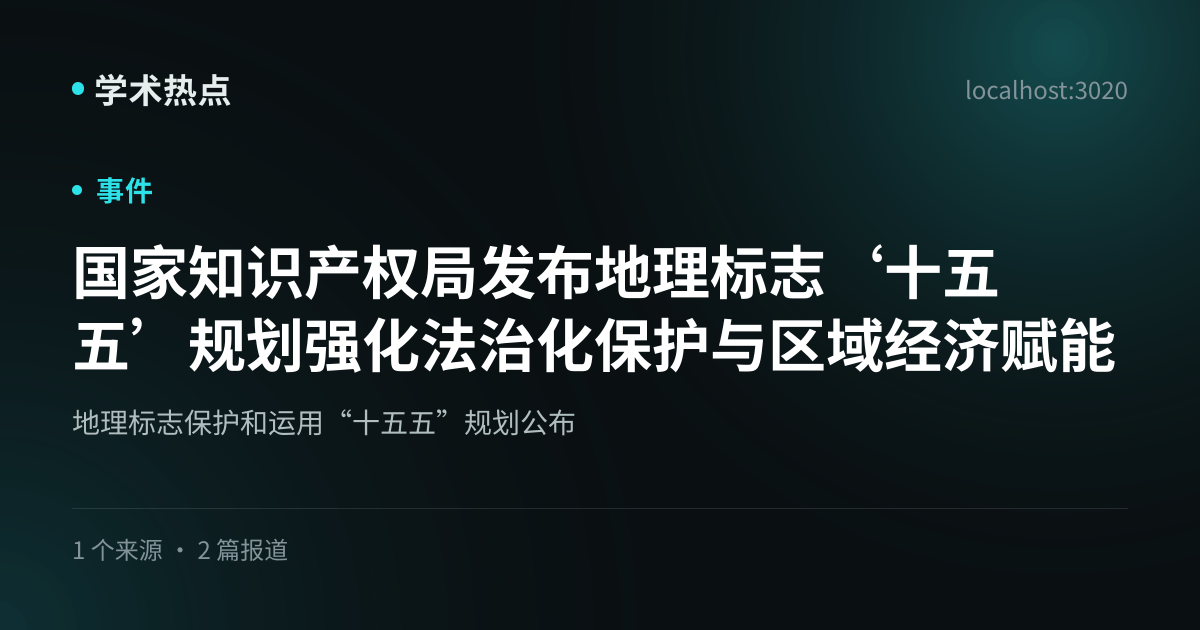 学术热点
localhost:3020
事件
国家知识产权局发布地理标志‘十五
五’规划强化法治化保护与区域经济赋能
地理标志保护和运用“十五五”规划公布
1 个来源 · 2 篇报道